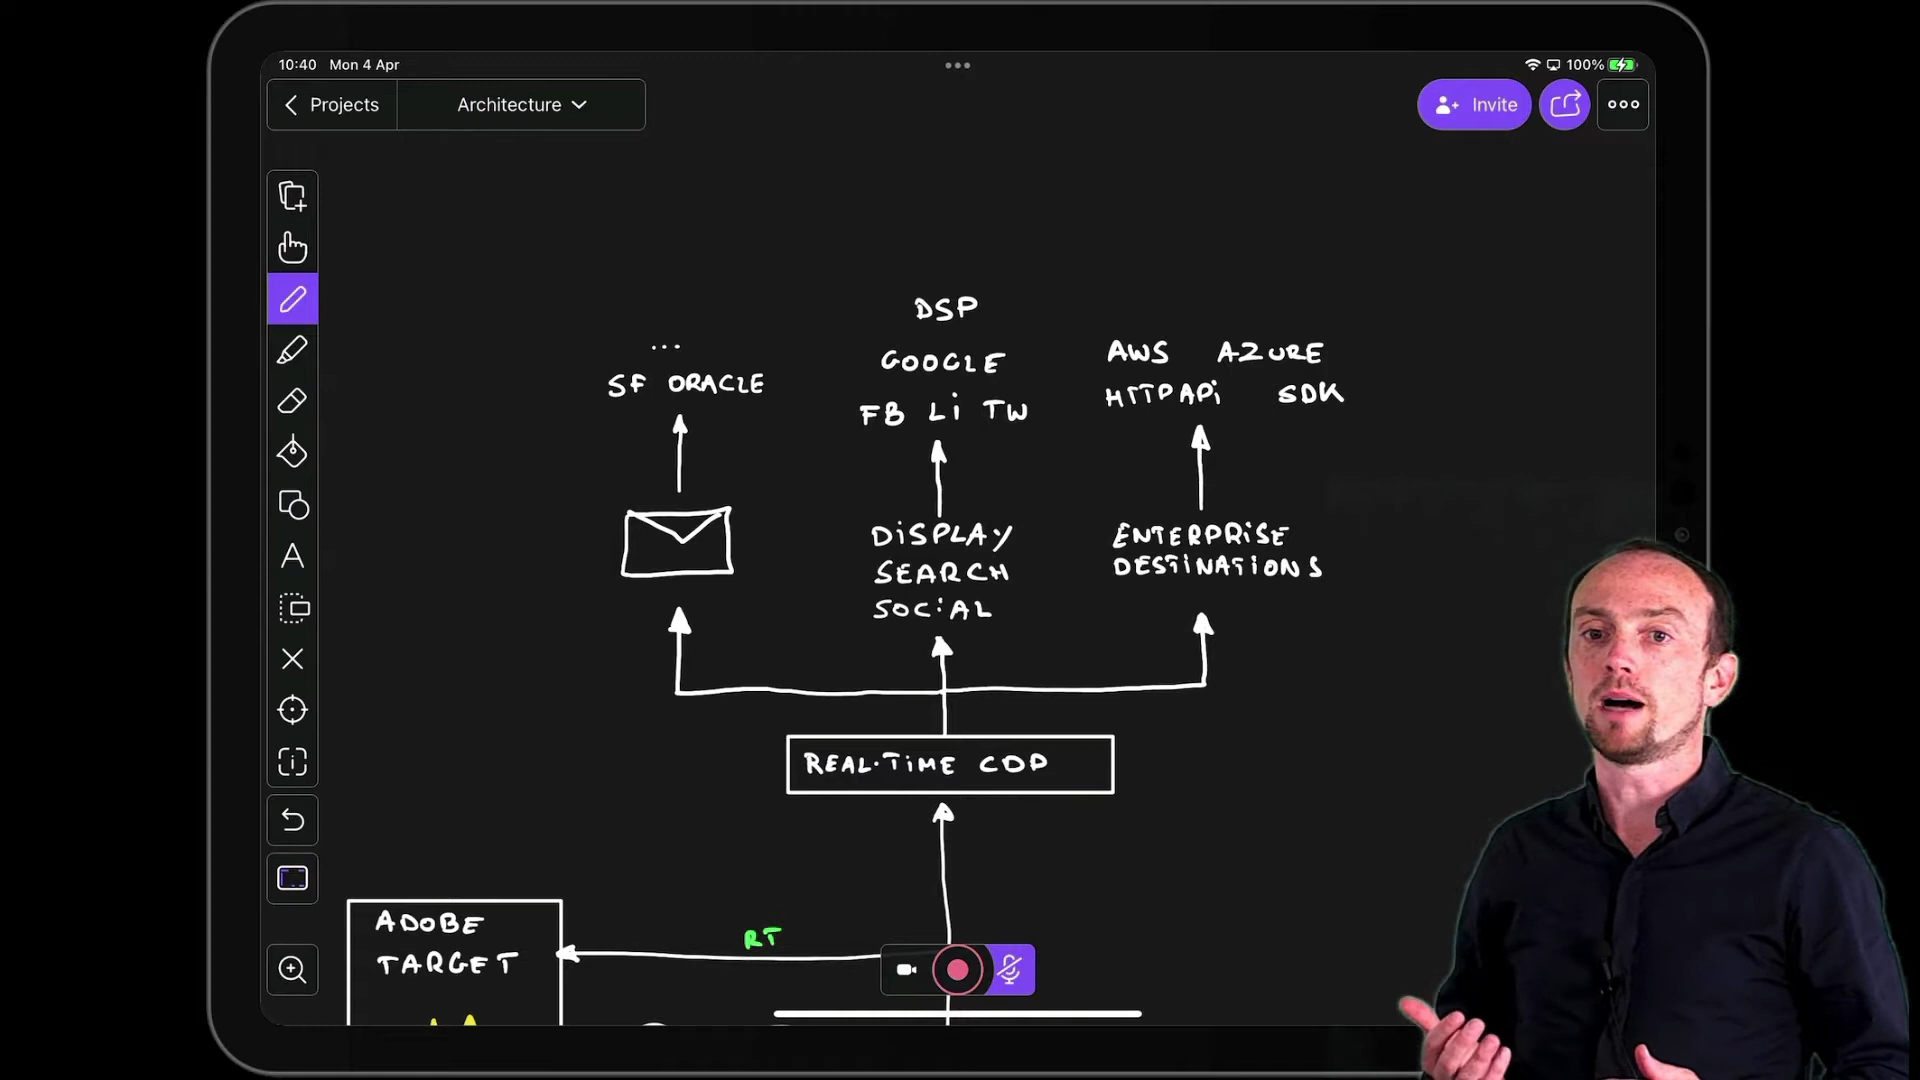 10:40 Mon 4 Apr
100%
Projects
Architecture
Invite
DSP
GOOGLE
FB Li TW
...
SF ORACLE
AWS AZURE
HTTP APi SDK
DiSPLAY
SEARCH
SOCiAL
ENTERPRiSE
DESTiNATiONS
REAL-TiME CDP
ADOBE
TARGET
RT